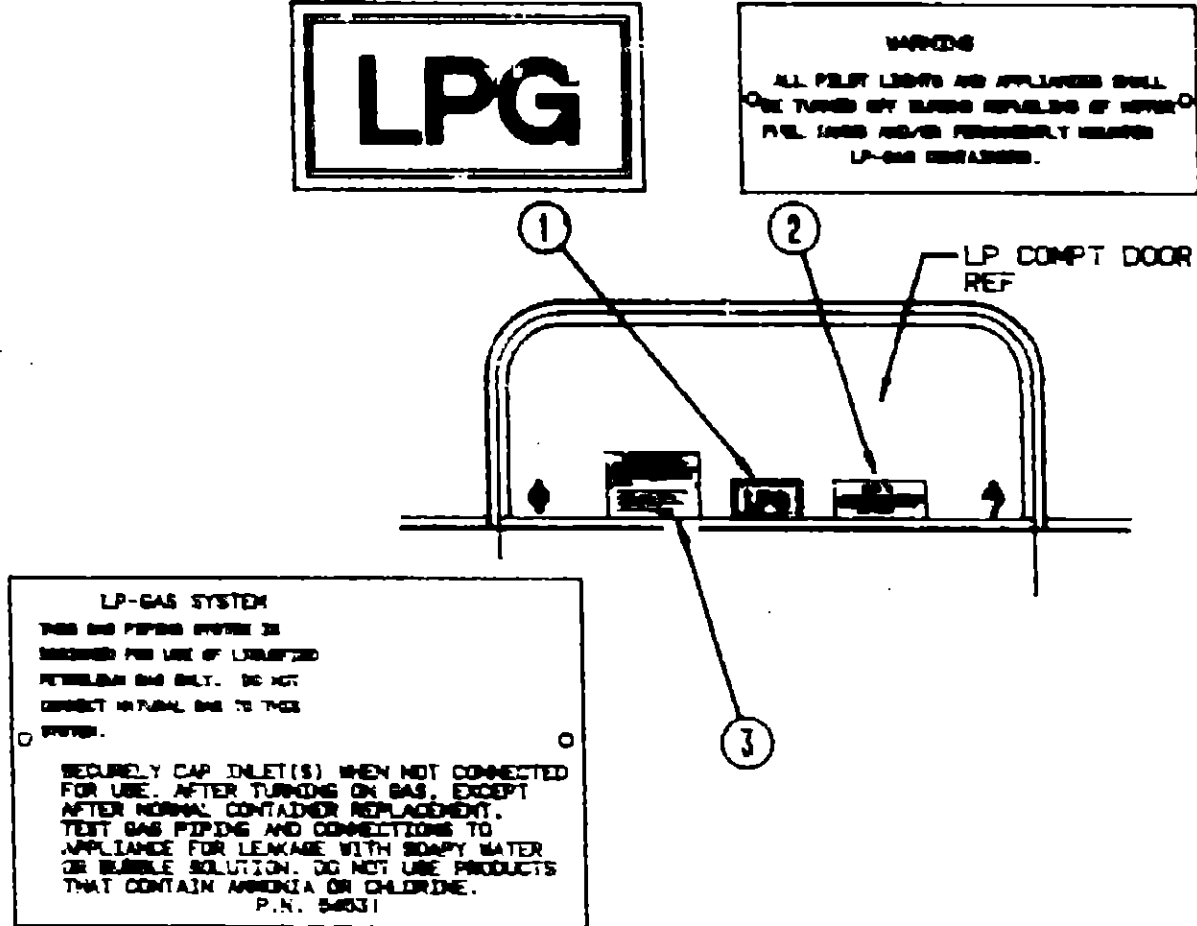 LPG
WARNING
ALL PILOT LIGHTS AND APPLIANCES SHALL
BE TURNED OFF DURING REFUELING OF MOTOR
FUEL TANKS AND/OR PERMANENTLY MOUNTED
LP-GAS CONTAINERS.
1
2
LP COMPT DOOR
REF
LPG
3
LP-GAS SYSTEM
THIS GAS PIPING SYSTEM IS
DESIGNED FOR USE OF LIQUEFIED
PETROLEUM GAS ONLY. DO NOT
CONNECT NATURAL GAS TO THIS
SYSTEM.
SECURELY CAP INLET(S) WHEN NOT CONNECTED
FOR USE. AFTER TURNING ON GAS, EXCEPT
AFTER NORMAL CONTAINER REPLACEMENT,
TEST GAS PIPING AND CONNECTIONS TO
APPLIANCE FOR LEAKAGE WITH SOAPY WATER
OR BUBBLE SOLUTION. DO NOT USE PRODUCTS
THAT CONTAIN AMMONIA OR CHLORINE.
P.N.